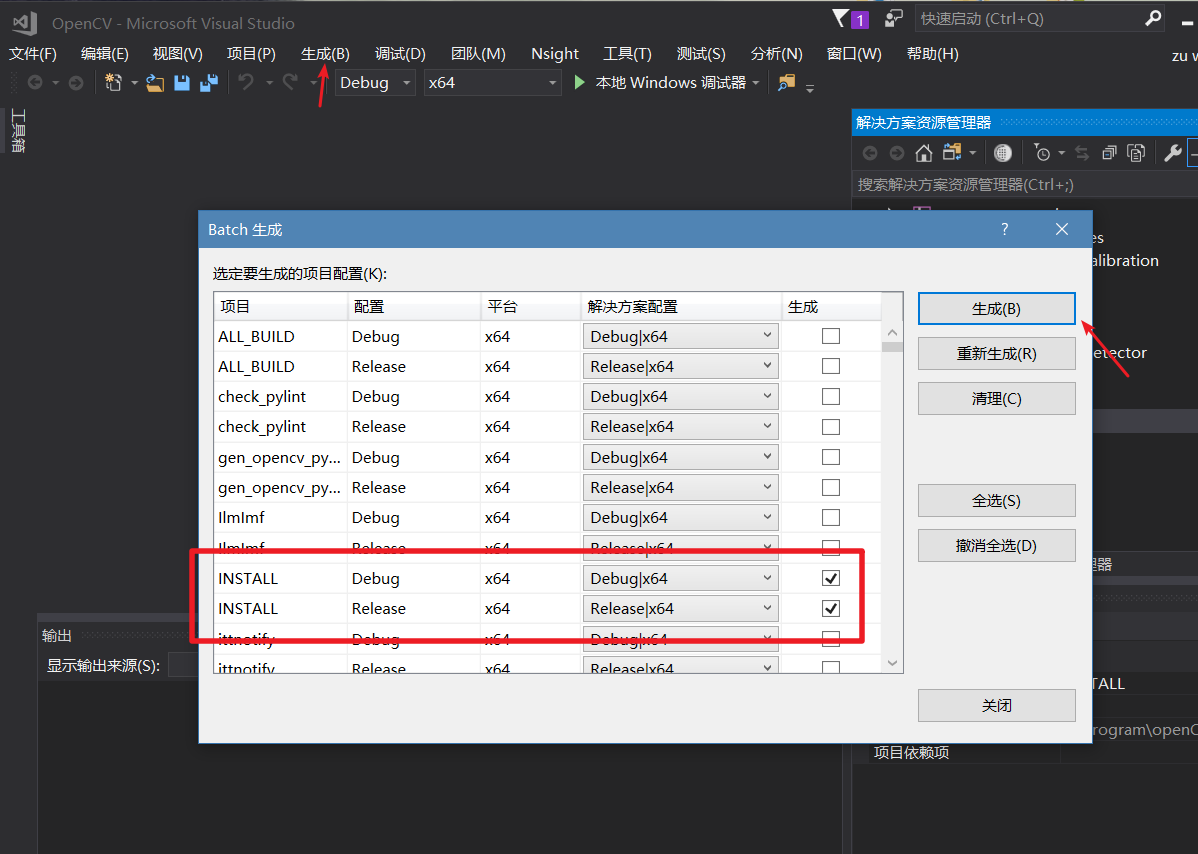 OpenCV - Microsoft Visual Studio
1
快速启动 (Ctrl+Q)
文件(F) 编辑(E) 视图(V) 项目(P) 生成(B) 调试(D) 团队(M) Nsight 工具(T) 测试(S) 分析(N) 窗口(W) 帮助(H)
zu
Debug x64 本地 Windows 调试器
工具箱
解决方案资源管理器
搜索解决方案资源管理器(Ctrl+;)
Batch 生成
?
选定要生成的项目配置(K):
项目 配置 平台 解决方案配置 生成
ALL_BUILD Debug x64 Debug|x64
ALL_BUILD Release x64 Release|x64
check_pylint Debug x64 Debug|x64
check_pylint Release x64 Release|x64
gen_opencv_py... Debug x64 Debug|x64
gen_opencv_py... Release x64 Release|x64
IlmImf Debug x64 Debug|x64
IlmImf Release x64 Release|x64
INSTALL Debug x64 Debug|x64
INSTALL Release x64 Release|x64
ittnotify Debug x64 Debug|x64
ittnotify Release x64 Release|x64
生成(B)
重新生成(R)
清理(C)
全选(S)
撤消全选(D)
关闭
es
alibration
etector
理器
TALL
rogram\openC
项目依赖项
输出
显示输出来源(S):